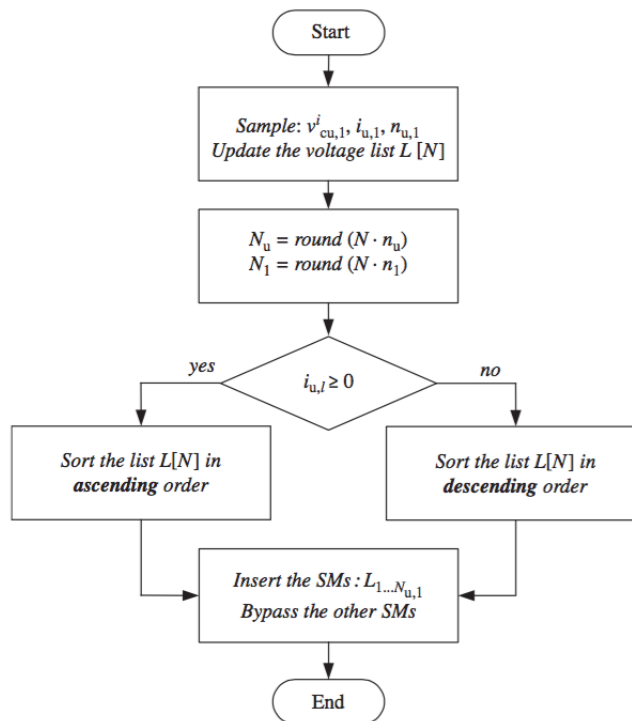 Start
Sample: v^i_cu,1, i_u,1, n_u,1
Update the voltage list L [N]
N_u = round (N · n_u)
N_1 = round (N · n_1)
yes
i_u,l ≥ 0
no
Sort the list L[N] in
ascending order
Sort the list L[N] in
descending order
Insert the SMs : L_1...N_u,1
Bypass the other SMs
End